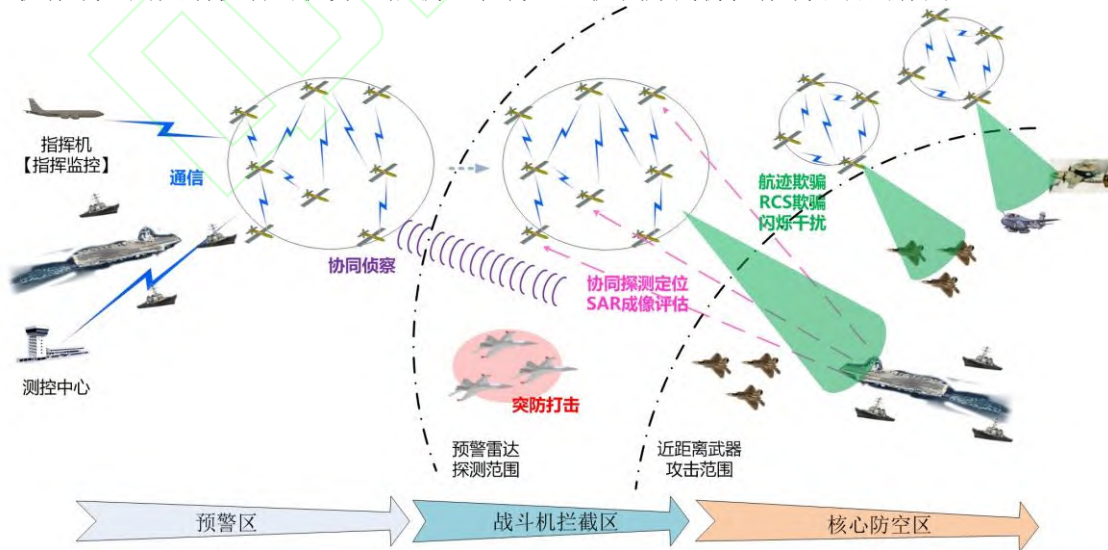 指挥机
【指挥监控】
通信
测控中心
协同侦察
突防打击
协同探测定位
SAR成像评估
航迹欺骗
RCS欺骗
闪烁干扰
预警雷达
探测范围
近距离武器
攻击范围
预警区
战斗机拦截区
核心防空区